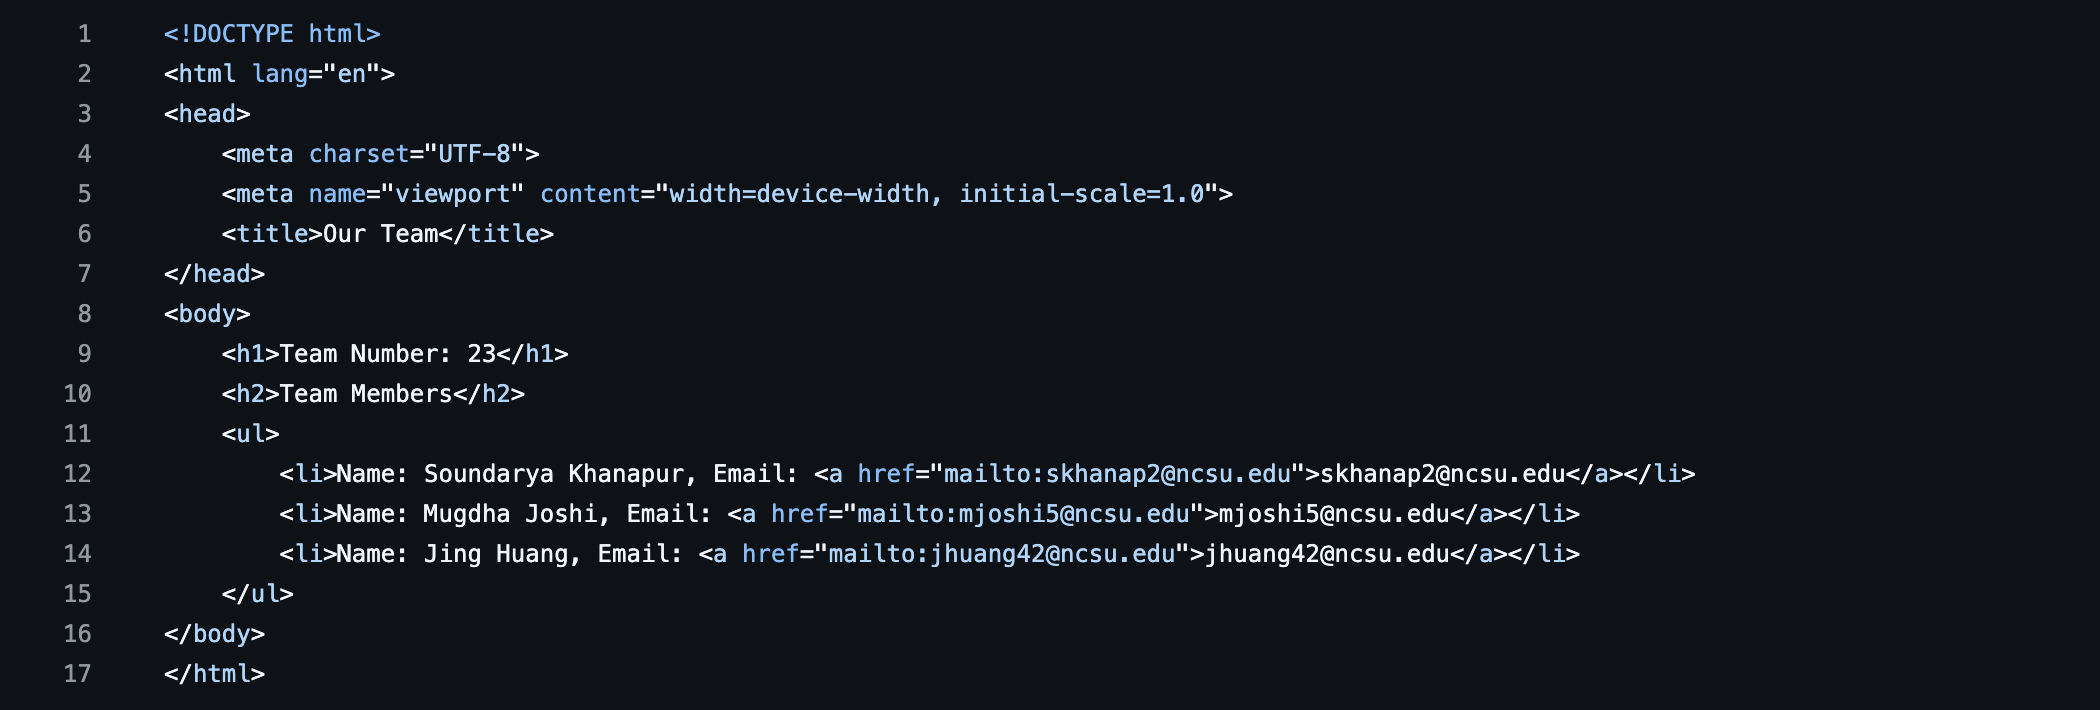 1 <!DOCTYPE html>
2 <html lang="en">
3 <head>
4     <meta charset="UTF-8">
5     <meta name="viewport" content="width=device-width, initial-scale=1.0">
6     <title>Our Team</title>
7 </head>
8 <body>
9     <h1>Team Number: 23</h1>
10     <h2>Team Members</h2>
11     <ul>
12         <li>Name: Soundarya Khanapur, Email: <a href="mailto:skhanap2@ncsu.edu">skhanap2@ncsu.edu</a></li>
13         <li>Name: Mugdha Joshi, Email: <a href="mailto:mjoshi5@ncsu.edu">mjoshi5@ncsu.edu</a></li>
14         <li>Name: Jing Huang, Email: <a href="mailto:jhuang42@ncsu.edu">jhuang42@ncsu.edu</a></li>
15     </ul>
16 </body>
17 </html>